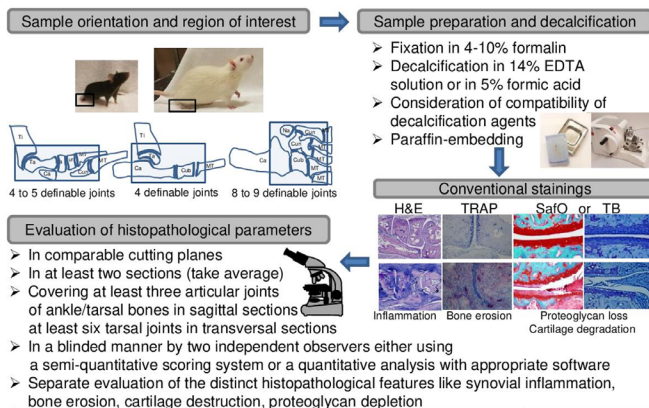 Sample orientation and region of interest
Sample preparation and decalcification
Fixation in 4-10% formalin
Decalcification in 14% EDTA
solution or in 5% formic acid
Consideration of compatibility of
decalcification agents
Paraffin-embedding
Ti
Ta
Ca
Cun
MT
MT
Ti
Ca
Cub
MT
Ca
Na
Cun
Cub
MT
MT
MT
4 to 5 definable joints
4 definable joints
8 to 9 definable joints
Conventional stainings
H&E
TRAP
SafO or TB
Inflammation
Bone erosion
Proteoglycan loss
Cartilage degradation
Evaluation of histopathological parameters
In comparable cutting planes
In at least two sections (take average)
Covering at least three articular joints
of ankle/tarsal bones in sagittal sections
at least six tarsal joints in transversal sections
In a blinded manner by two independent observers either using
a semi-quantitative scoring system or a quantitative analysis with appropriate software
Separate evaluation of the distinct histopathological features like synovial inflammation,
bone erosion, cartilage destruction, proteoglycan depletion